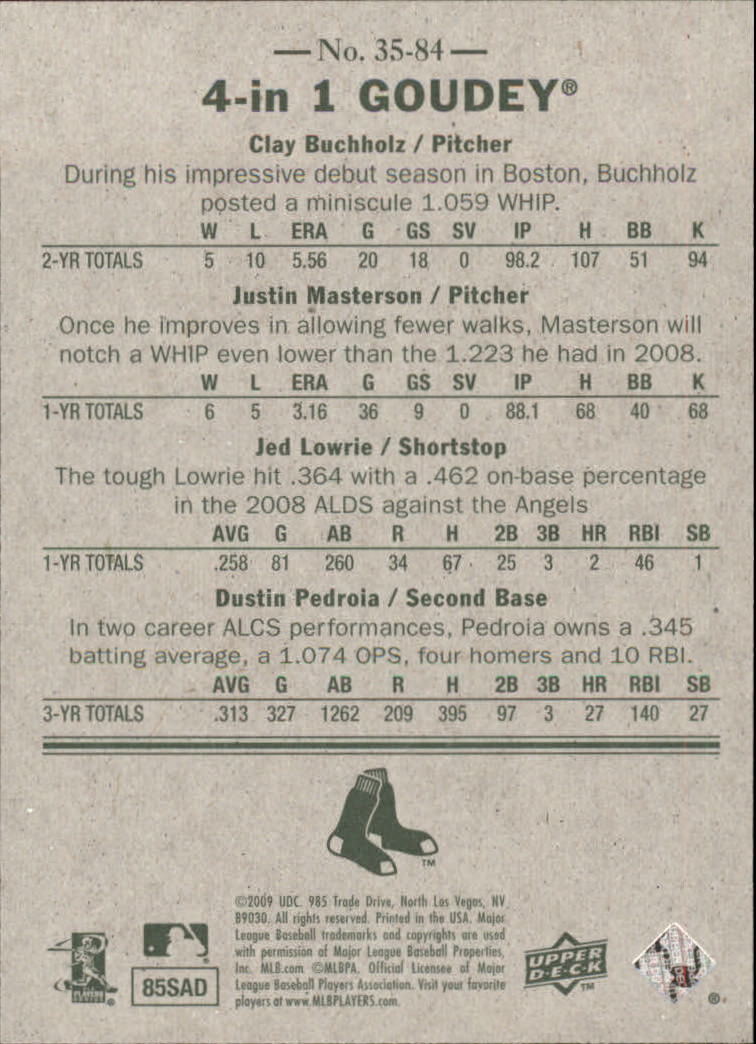 — No. 35-84 —
4-in 1 GOUDEY®
Clay Buchholz / Pitcher
During his impressive debut season in Boston, Buchholz
posted a miniscule 1.059 WHIP.
W L ERA G GS SV IP H BB K
2-YR TOTALS 5 10 5.56 20 18 0 98.2 107 51 94
Justin Masterson / Pitcher
Once he improves in allowing fewer walks, Masterson will
notch a WHIP even lower than the 1.223 he had in 2008.
W L ERA G GS SV IP H BB K
1-YR TOTALS 6 5 3.16 36 9 0 88.1 68 40 68
Jed Lowrie / Shortstop
The tough Lowrie hit .364 with a .462 on-base percentage
in the 2008 ALDS against the Angels
AVG G AB R H 2B 3B HR RBI SB
1-YR TOTALS .258 81 260 34 67 25 3 2 46 1
Dustin Pedroia / Second Base
In two career ALCS performances, Pedroia owns a .345
batting average, a 1.074 OPS, four homers and 10 RBI.
AVG G AB R H 2B 3B HR RBI SB
3-YR TOTALS .313 327 1262 209 395 97 3 27 140 27
TM
©2009 UDC. 985 Trade Drive, North Las Vegas, NV
89030. All rights reserved. Printed in the USA. Major
League Baseball trademarks and copyrights are used
with permission of Major League Baseball Properties,
Inc. MLB.com ©MLBPA. Official Licensee of Major
League Baseball Players Association. Visit your favorite
players at www.MLBPLAYERS.com.
85SAD
UPPER
D·E·C·K
TM
®